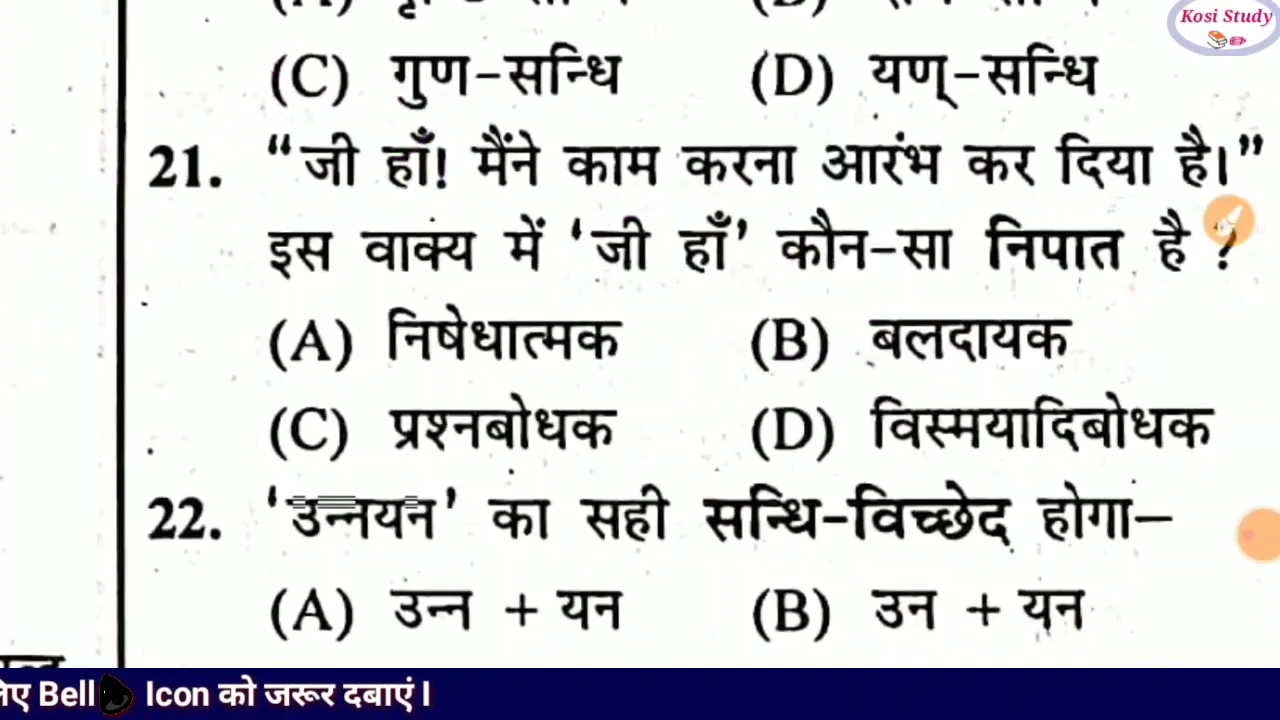 Kosi Study
(C) गुण-सन्धि (D) यण्-सन्धि
21. “जी हाँ! मैंने काम करना आरंभ कर दिया है।”
इस वाक्य में ‘जी हाँ’ कौन-सा निपात है ?
(A) निषेधात्मक (B) बलदायक
(C) प्रश्नबोधक (D) विस्मयादिबोधक
22. ‘उन्नयन’ का सही सन्धि-विच्छेद होगा–
(A) उन्न + यन (B) उन + यन
Bell Icon को जरूर दबाएं ।